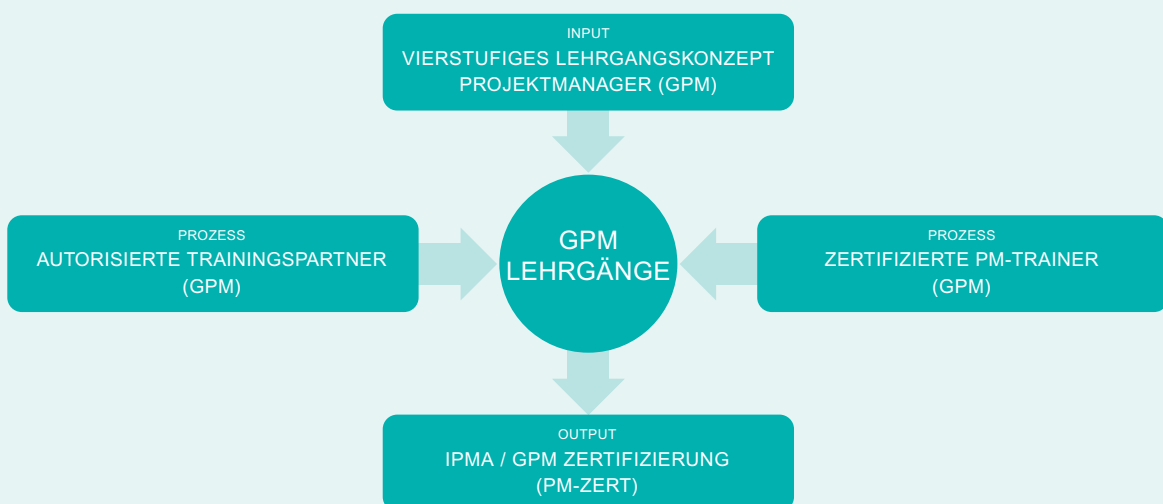 INPUT
VIERSTUFIGES LEHRGANGSKONZEPT
PROJEKTMANAGER (GPM)
PROZESS
AUTORISIERTE TRAININGSPARTNER
(GPM)
GPM
LEHRGÄNGE
PROZESS
ZERTIFIZIERTE PM-TRAINER
(GPM)
OUTPUT
IPMA / GPM ZERTIFIZIERUNG
(PM-ZERT)